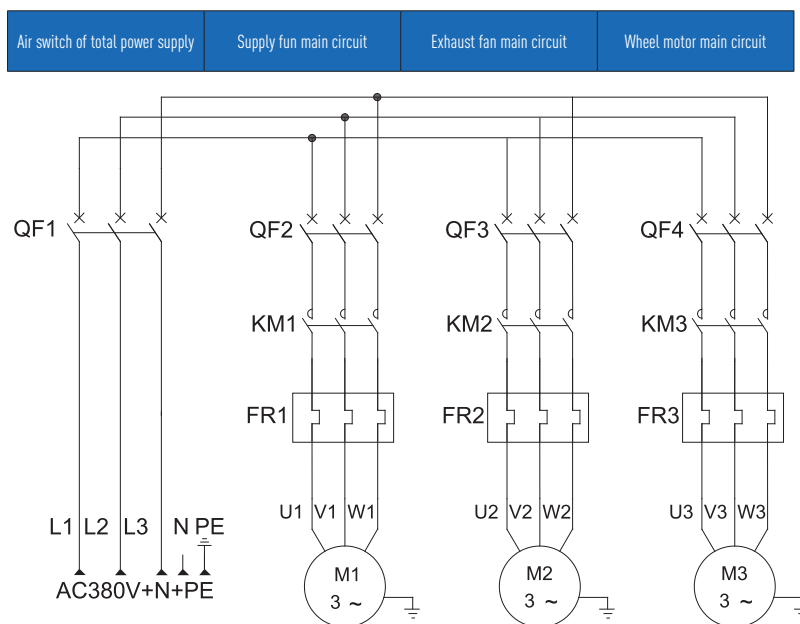 Air switch of total power supply
Supply fun main circuit
Exhaust fan main circuit
Wheel motor main circuit
QF1
QF2
QF3
QF4
KM1
KM2
KM3
FR1
FR2
FR3
L1 L2 L3 N PE
U1 V1 W1
U2 V2 W2
U3 V3 W3
AC380V+N+PE
M1
3 ~
M2
3 ~
M3
3 ~